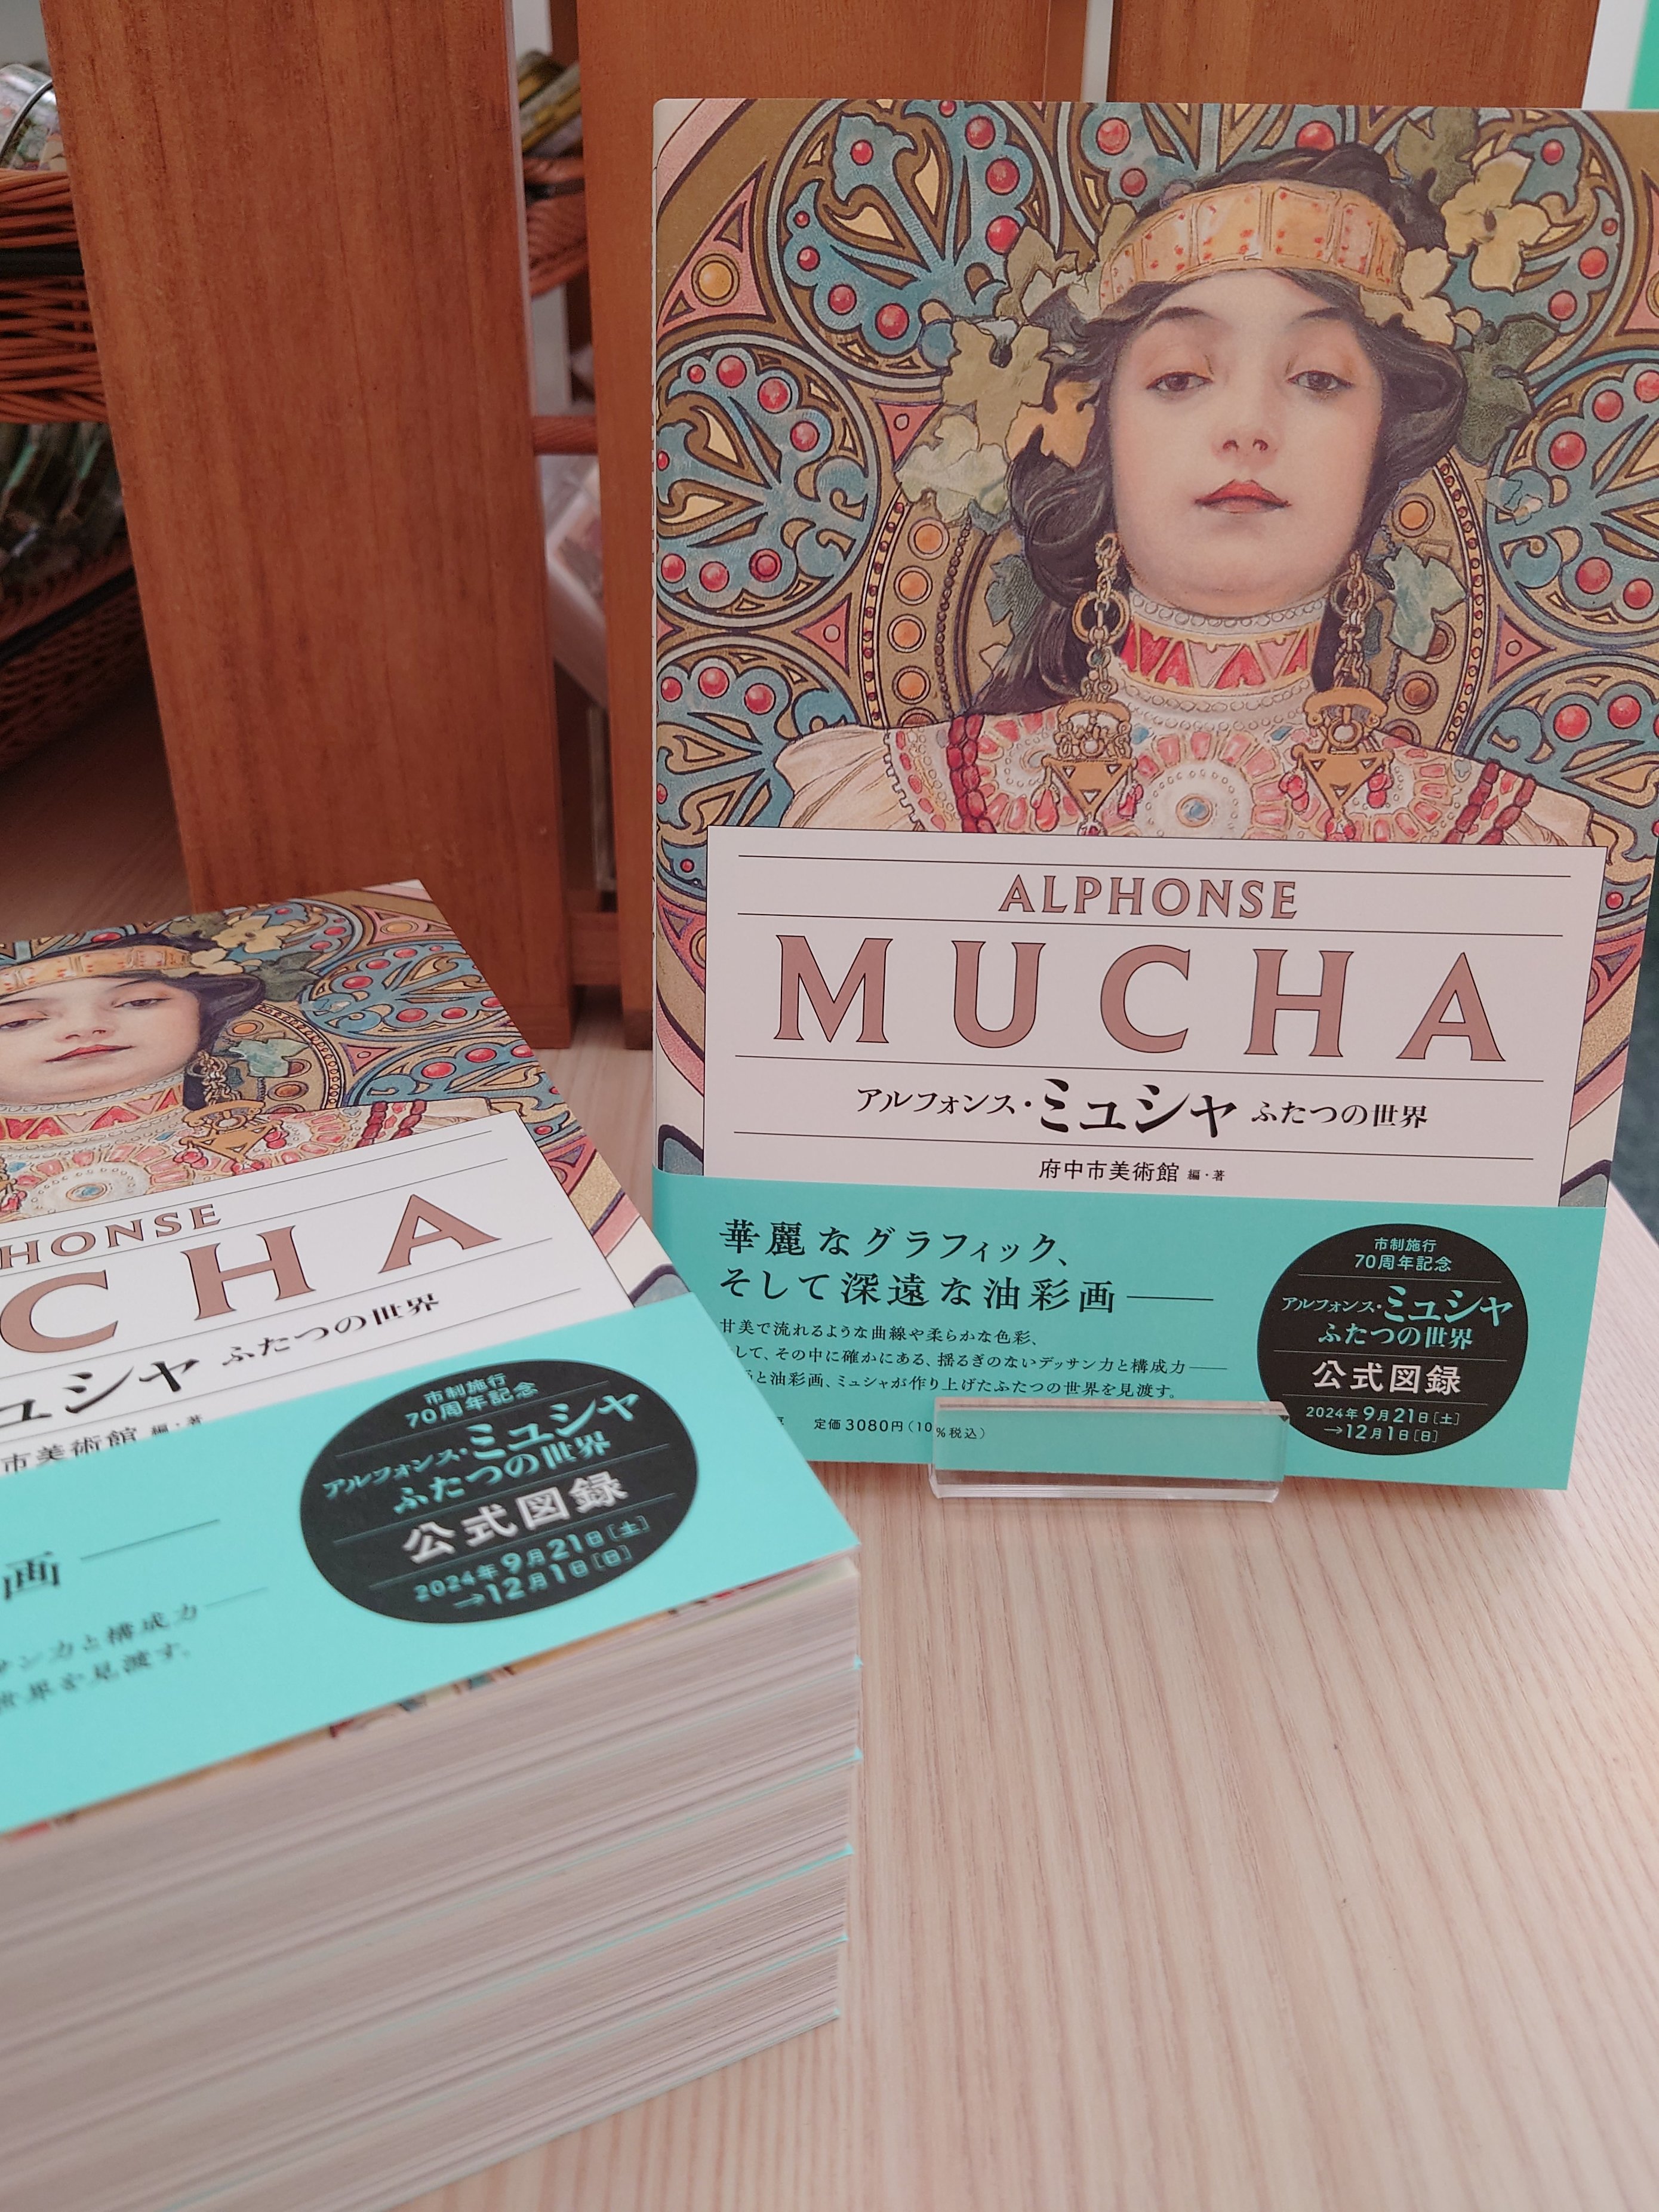 ALPHONSE
MUCHA
アルフォンス・ミュシャ ふたつの世界
府中市美術館 編・著
華麗なグラフィック、
そして深遠な油彩画——
甘美で流れるような曲線や柔らかな色彩、
して、その中に確かにある、揺るぎのないデッサン力と構成力——
と油彩画、ミュシャが作り上げたふたつの世界を見渡す。
定価3080円(10%税込)
市制施行
70周年記念
アルフォンス・ミュシャ
ふたつの世界
公式図録
2024年9月21日[土]
→12月1日[日]
PHONSE
CHA
ュシャ ふたつの世界
市美術館 編・著
画——
サン力と構成力——
世界を見渡す。
市制施行
70周年記念
アルフォンス・ミュシャ
ふたつの世界
公式図録
2024年9月21日[土]
→12月1日[日]